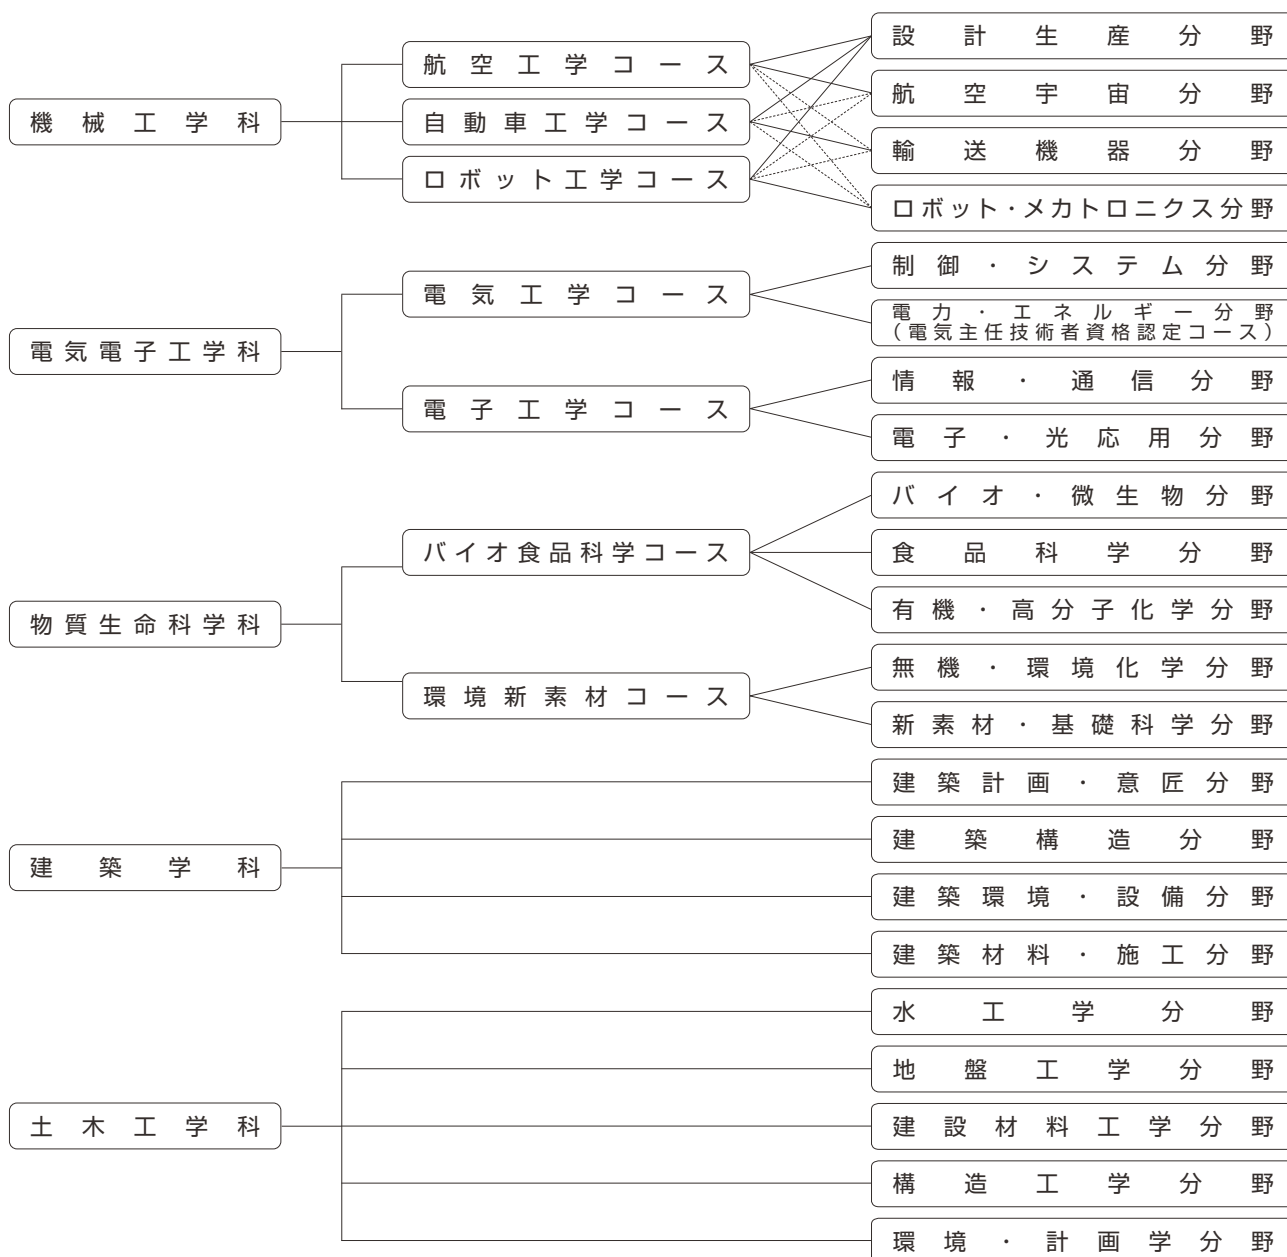 機械工学科
航空工学コース
自動車工学コース
ロボット工学コース
設計生産分野
航空宇宙分野
輸送機器分野
ロボット・メカトロニクス分野
電気電子工学科
電気工学コース
電子工学コース
制御・システム分野
電力・エネルギー分野
(電気主任技術者資格認定コース)
情報・通信分野
電子・光応用分野
物質生命科学科
バイオ食品科学コース
環境新素材コース
バイオ・微生物分野
食品科学分野
有機・高分子化学分野
無機・環境化学分野
新素材・基礎科学分野
建築学科
建築計画・意匠分野
建築構造分野
建築環境・設備分野
建築材料・施工分野
土木工学科
水工学分野
地盤工学分野
建設材料工学分野
構造工学分野
環境・計画学分野